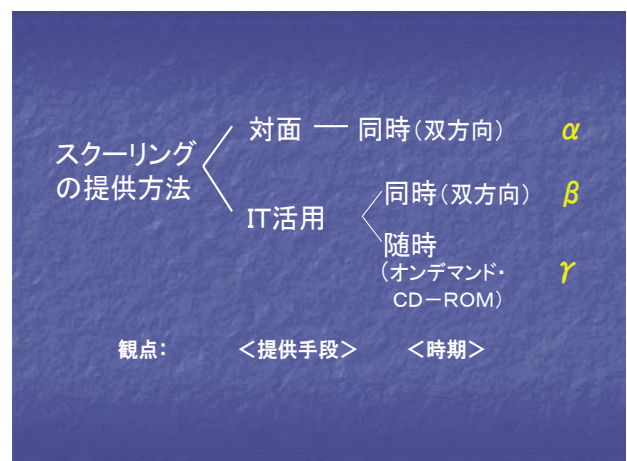 スクーリング
の提供方法
対面 ― 同時(双方向) α
IT活用
同時(双方向) β
随時
(オンデマンド・
CD－ROM)
γ
観点: ＜提供手段＞ ＜時期＞